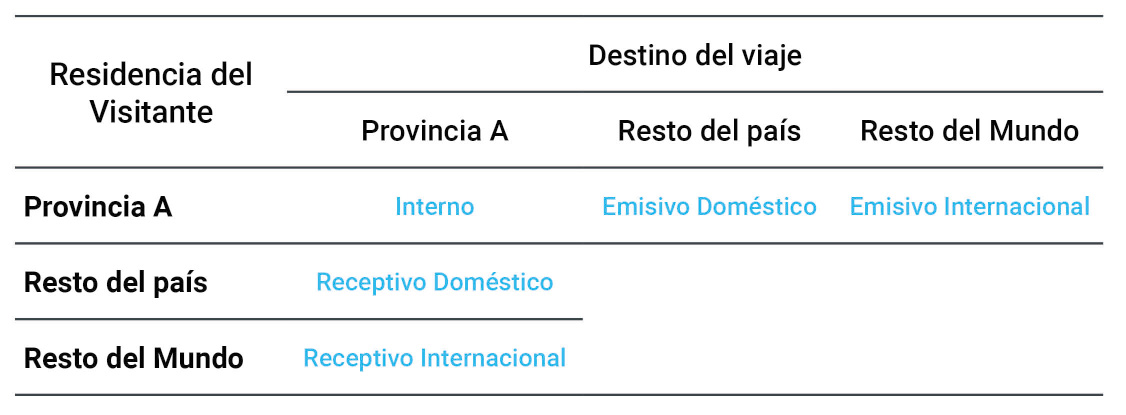 Residencia del
Visitante
Destino del viaje
Provincia A
Resto del país
Resto del Mundo
Provincia A
Interno
Emisivo Doméstico
Emisivo Internacional
Resto del país
Receptivo Doméstico
Resto del Mundo
Receptivo Internacional